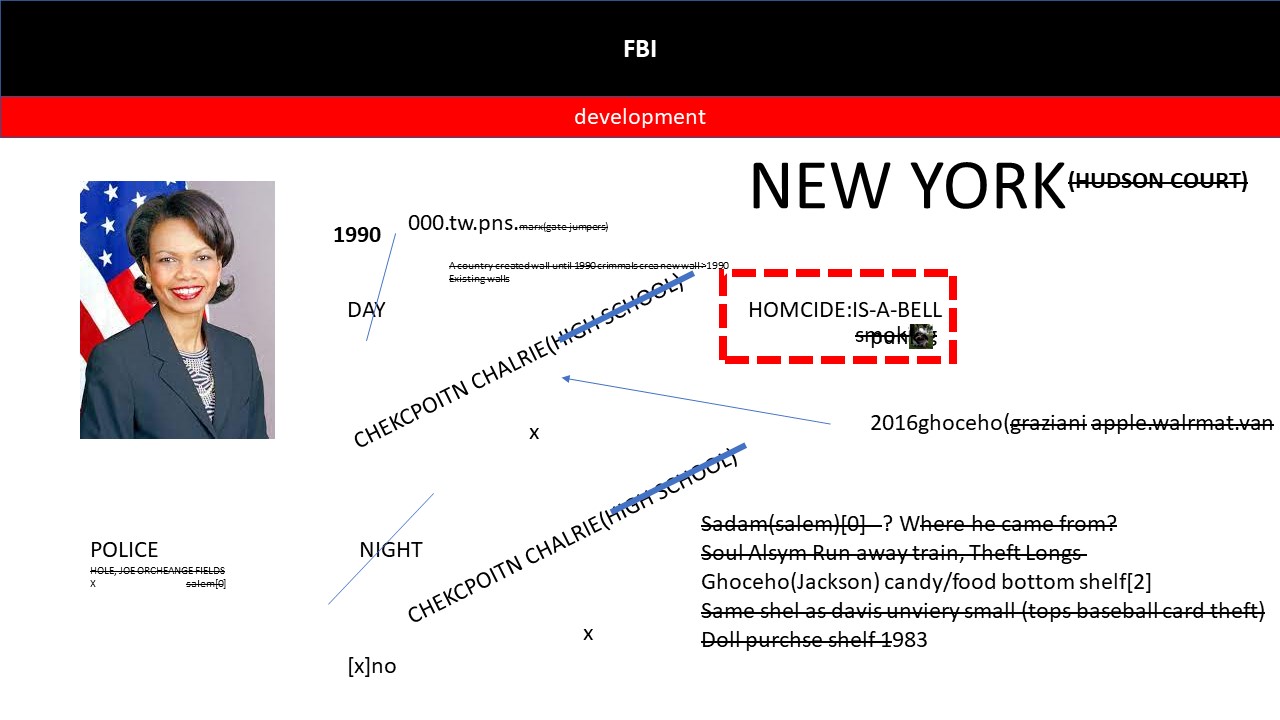 FBI
development
NEW YORK(HUDSON COURT)
1990
000.tw.pns.marx(gate jumpers)
A country created wall until 1990 crimmals crea new wall>1990
Existing walls
DAY
CHEKCPOITN CHALRIE(HIGH SCHOOL)
HOMCIDE:IS-A-BELL
x
2016ghoceho(graziani apple.walrmat.van
CHEKCPOITN CHALRIE(HIGH SCHOOL)
Sadam(salem)[0] ? Where he came from?
Soul Alsym Run away train, Theft Longs
Ghoceho(Jackson) candy/food bottom shelf[2]
Same shel as davis unviery small (tops baseball card theft)
Doll purchse shelf 1983
POLICE
HOLE, JOE ORCHEANGE FIELDS
X salem[0]
NIGHT
x
[x]no